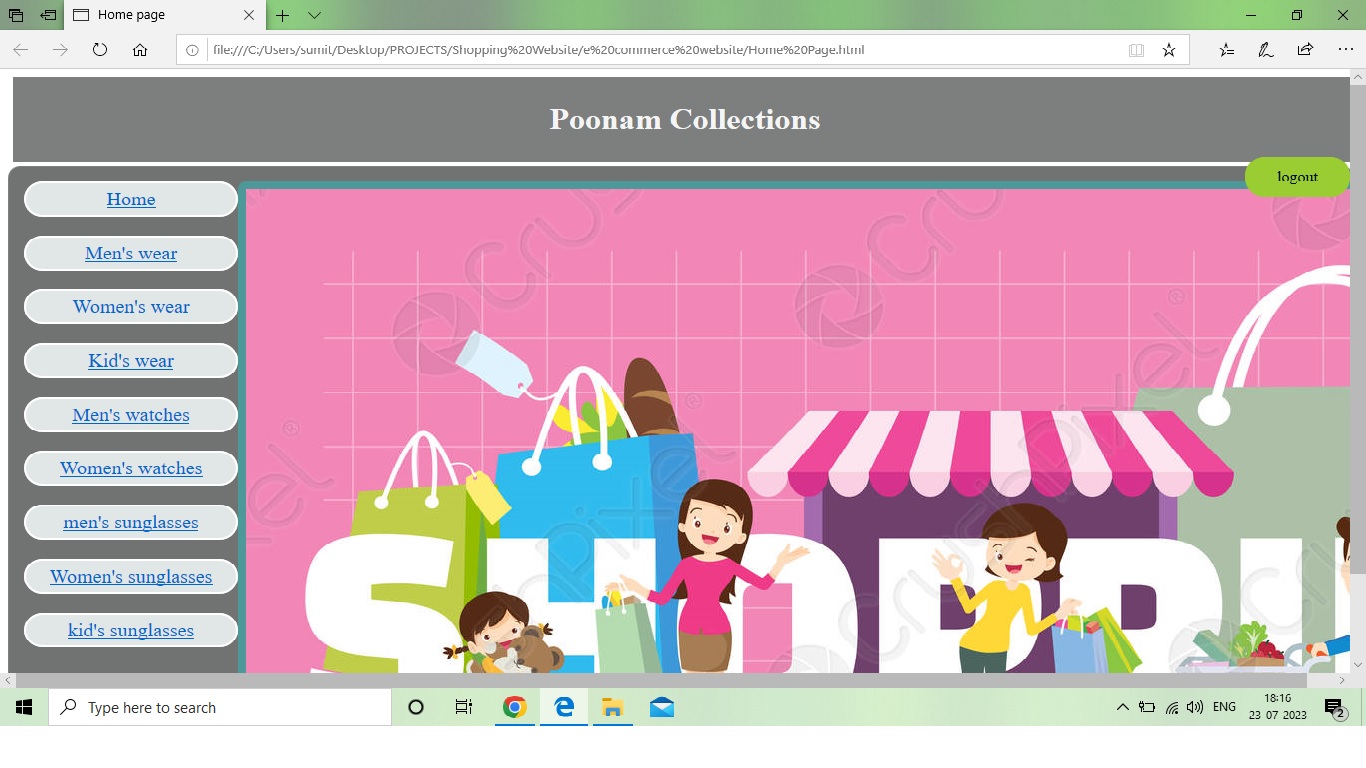 Home page
file:///C:/Users/sumit/Desktop/PROJECTS/Shopping%20Website/e%20commerce%20website/Home%20Page.html
Poonam Collections
logout
Home
Men's wear
Women's wear
Kid's wear
Men's watches
Women's watches
men's sunglasses
Women's sunglasses
kid's sunglasses
SHOPPI
Type here to search
ENG
18:16
23-07-2023
2